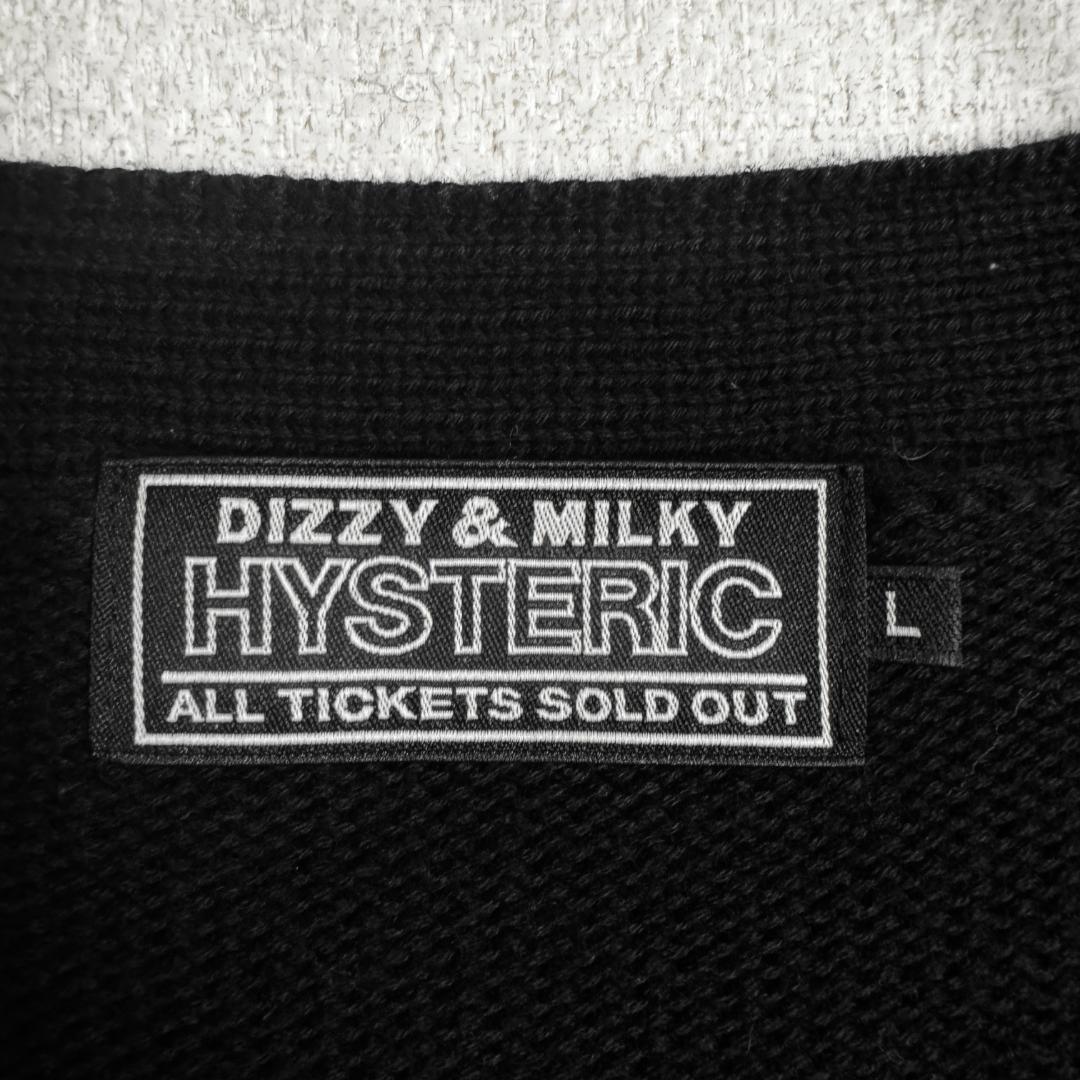 DIZZY & MILKY
HYSTERIC
ALL TICKETS SOLD OUT
L